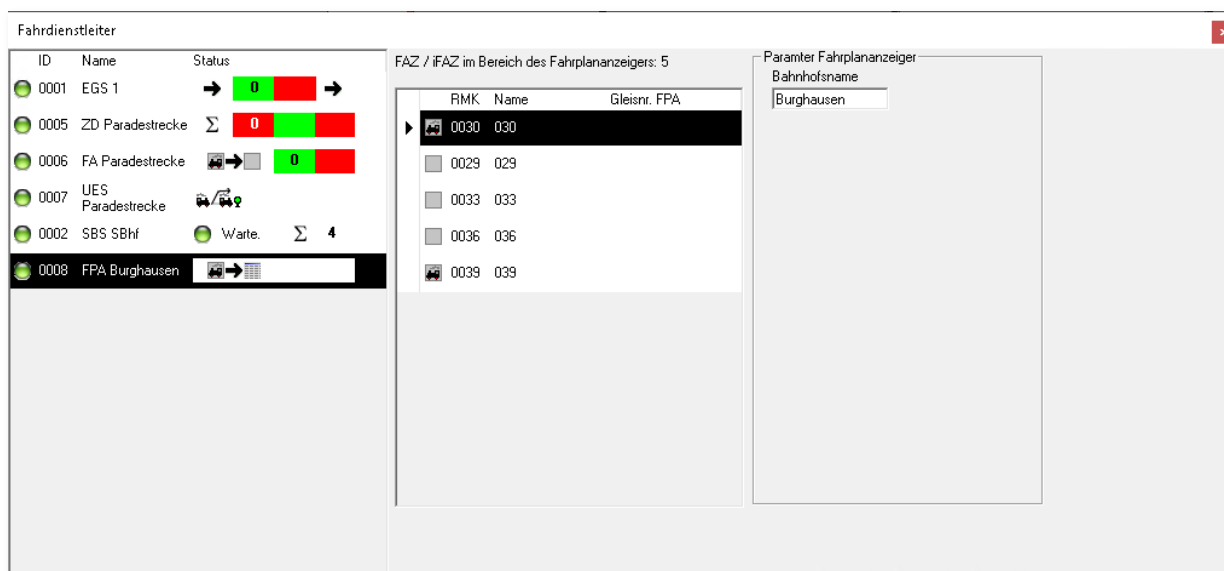 Fahrdienstleiter
ID Name Status
0001 EGS 1 0
0005 ZD Paradestrecke Σ 0
0006 FA Paradestrecke 0
0007 UES
Paradestrecke
0002 SBS SBhf Warte. Σ 4
0008 FPA Burghausen
FAZ / iFAZ im Bereich des Fahrplananzeigers: 5
RMK Name Gleisnr. FPA
0030 030
0029 029
0033 033
0036 036
0039 039
Paramter Fahrplananzeiger
Bahnhofsname
Burghausen